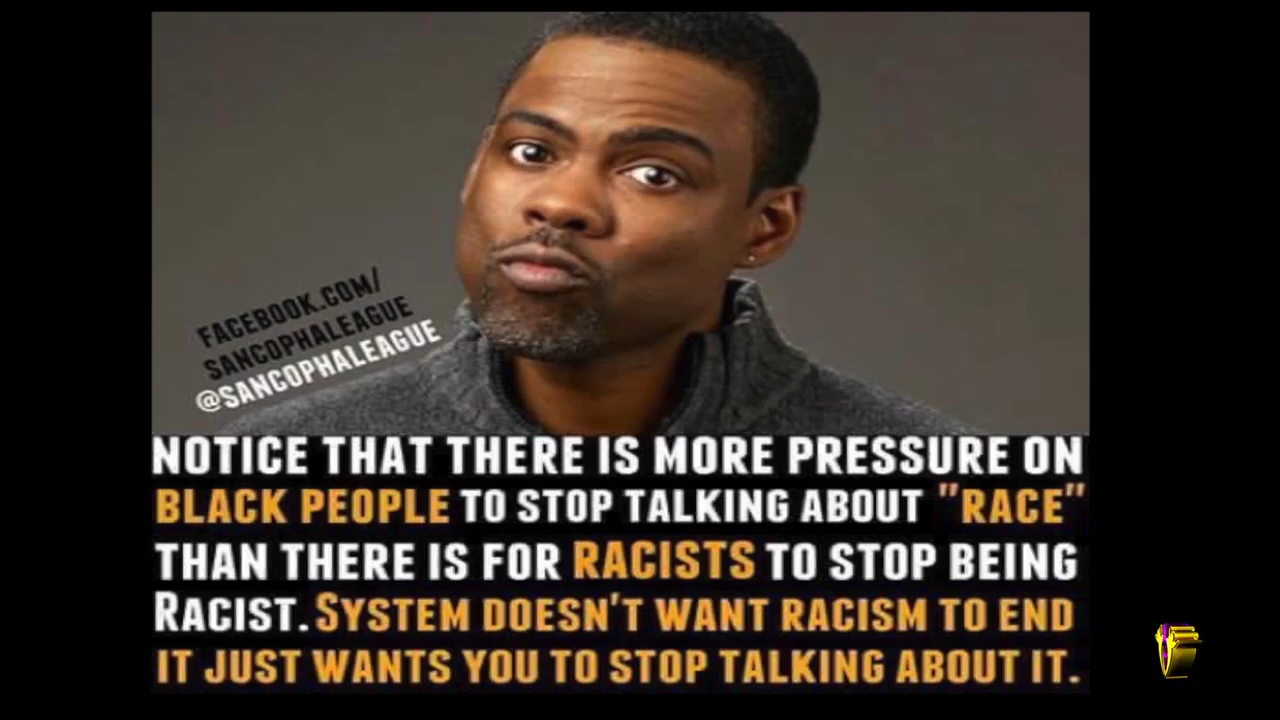 FACEBOOK.COM/
SANCOPHALEAGUE
@SANCOPHALEAGUE
NOTICE THAT THERE IS MORE PRESSURE ON
BLACK PEOPLE TO STOP TALKING ABOUT "RACE"
THAN THERE IS FOR RACISTS TO STOP BEING
RACIST. SYSTEM DOESN'T WANT RACISM TO END
IT JUST WANTS YOU TO STOP TALKING ABOUT IT.